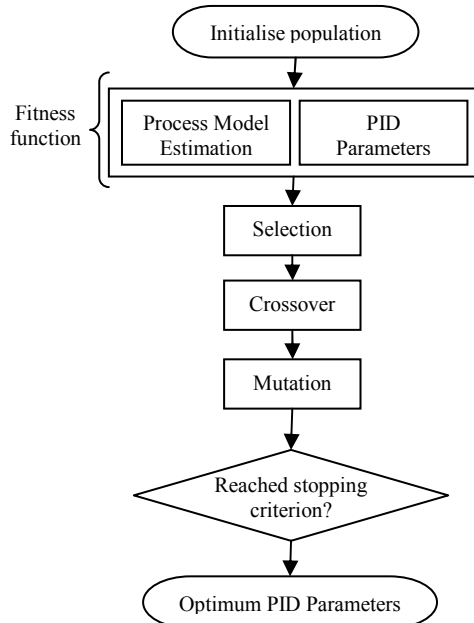 Initialise population
Fitness
function
Process Model
Estimation
PID
Parameters
Selection
Crossover
Mutation
Reached stopping
criterion?
Optimum PID Parameters